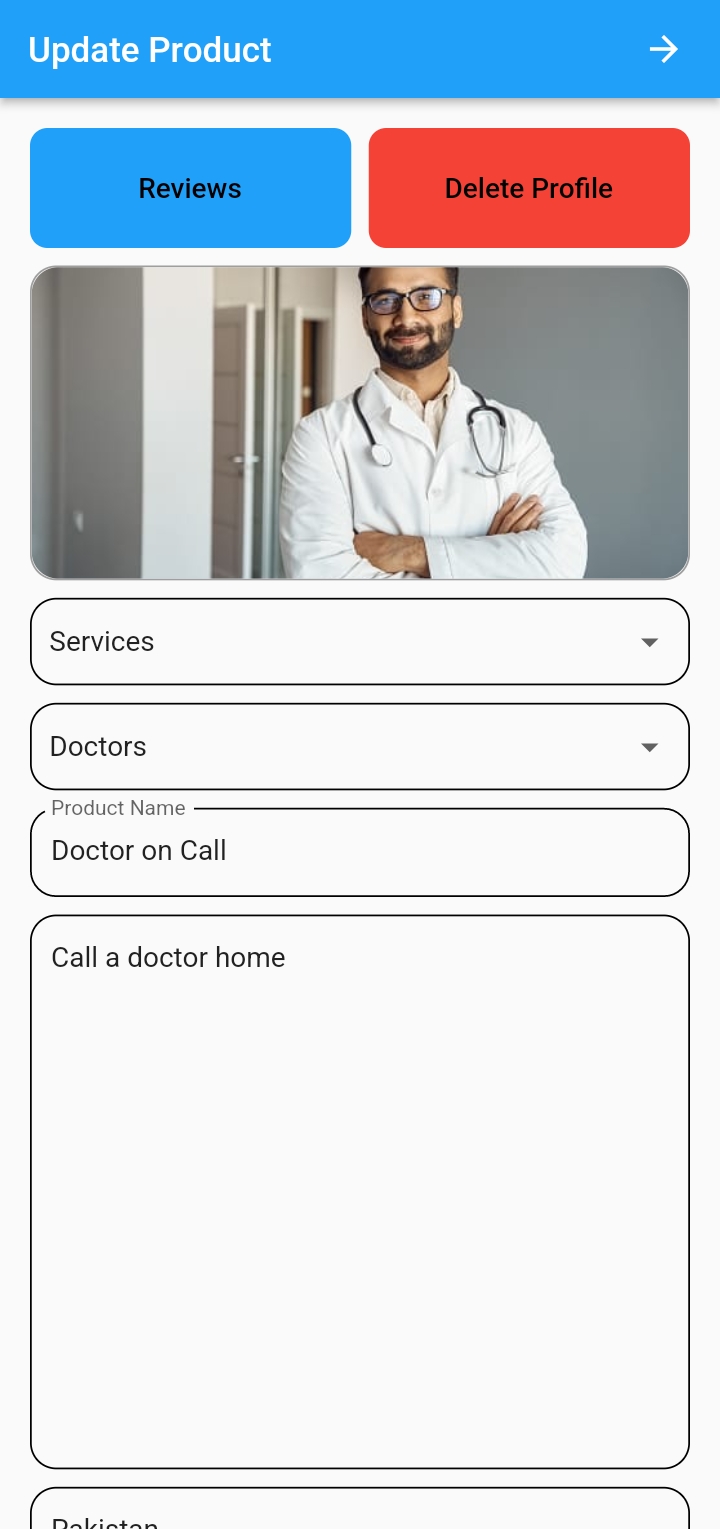 Update Product
Reviews
Delete Profile
Services
Doctors
Product Name
Doctor on Call
Call a doctor home
Pakistan